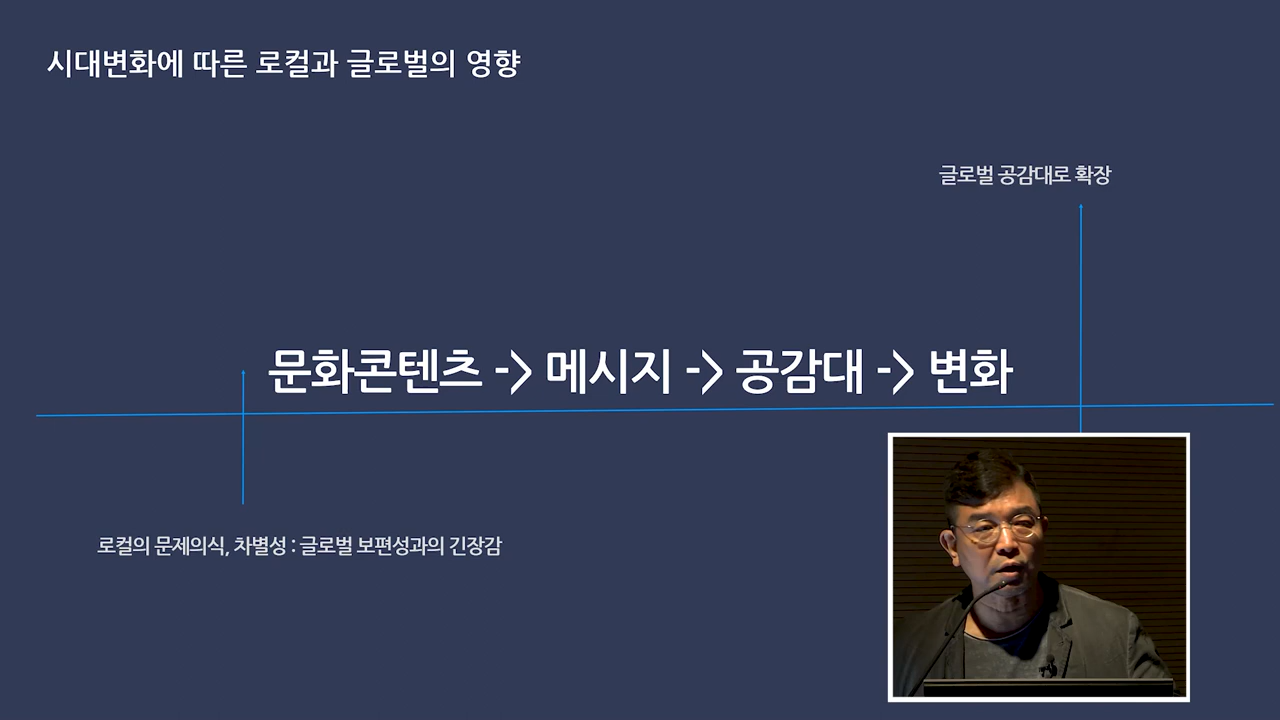 시대변화에 따른 로컬과 글로벌의 영향
글로벌 공감대로 확장
문화콘텐츠 -> 메시지 -> 공감대 -> 변화
로컬의 문제의식, 차별성 : 글로벌 보편성과의 긴장감